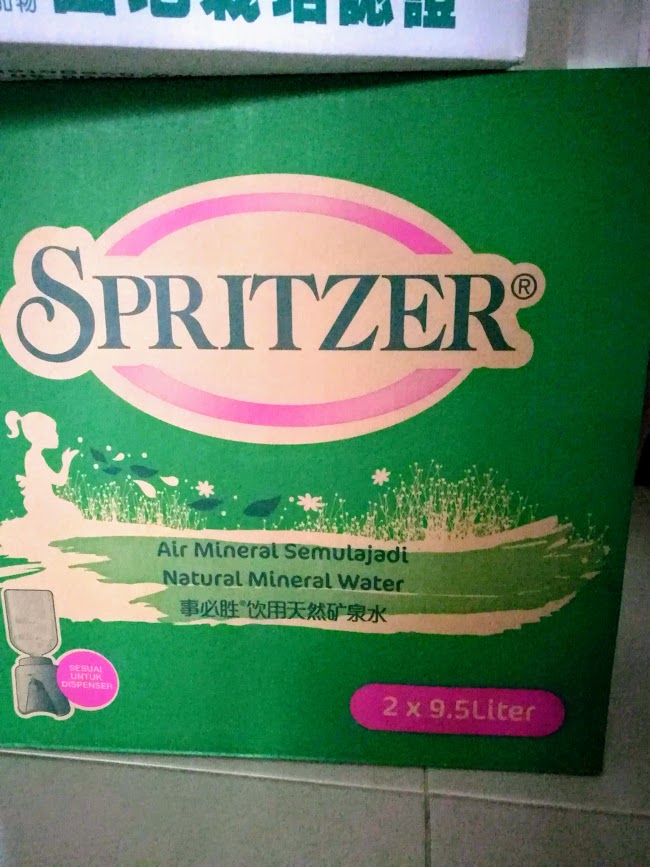 SPRITZER®
Air Mineral Semulajadi
Natural Mineral Water
事必胜®饮用天然矿泉水
SESUAI
UNTUK
DISPENSER
2 x 9.5Liter